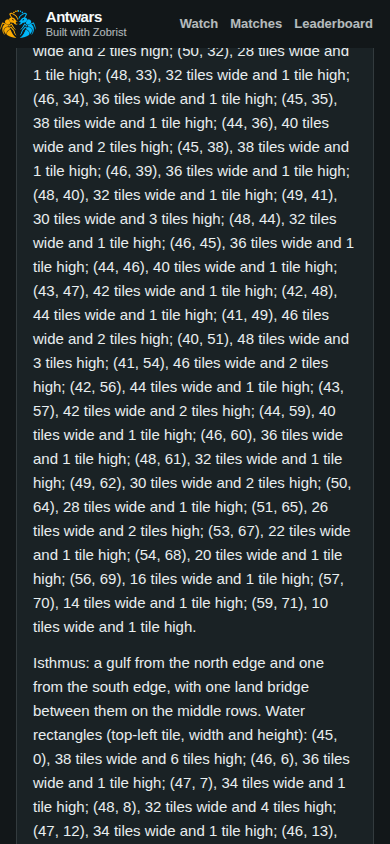 Antwars
Built with Zobrist
Watch Matches Leaderboard
wide and 2 tiles high; (50, 32), 28 tiles wide and
1 tile high; (48, 33), 32 tiles wide and 1 tile high;
(46, 34), 36 tiles wide and 1 tile high; (45, 35),
38 tiles wide and 1 tile high; (44, 36), 40 tiles
wide and 2 tiles high; (45, 38), 38 tiles wide and
1 tile high; (46, 39), 36 tiles wide and 1 tile high;
(48, 40), 32 tiles wide and 1 tile high; (49, 41),
30 tiles wide and 3 tiles high; (48, 44), 32 tiles
wide and 1 tile high; (46, 45), 36 tiles wide and 1
tile high; (44, 46), 40 tiles wide and 1 tile high;
(43, 47), 42 tiles wide and 1 tile high; (42, 48),
44 tiles wide and 1 tile high; (41, 49), 46 tiles
wide and 2 tiles high; (40, 51), 48 tiles wide and
3 tiles high; (41, 54), 46 tiles wide and 2 tiles
high; (42, 56), 44 tiles wide and 1 tile high; (43,
57), 42 tiles wide and 2 tiles high; (44, 59), 40
tiles wide and 1 tile high; (46, 60), 36 tiles wide
and 1 tile high; (48, 61), 32 tiles wide and 1 tile
high; (49, 62), 30 tiles wide and 2 tiles high; (50,
64), 28 tiles wide and 1 tile high; (51, 65), 26
tiles wide and 2 tiles high; (53, 67), 22 tiles wide
and 1 tile high; (54, 68), 20 tiles wide and 1 tile
high; (56, 69), 16 tiles wide and 1 tile high; (57,
70), 14 tiles wide and 1 tile high; (59, 71), 10
tiles wide and 1 tile high.
Isthmus: a gulf from the north edge and one
from the south edge, with one land bridge
between them on the middle rows. Water
rectangles (top-left tile, width and height): (45,
0), 38 tiles wide and 6 tiles high; (46, 6), 36 tiles
wide and 1 tile high; (47, 7), 34 tiles wide and 1
tile high; (48, 8), 32 tiles wide and 4 tiles high;
(47, 12), 34 tiles wide and 1 tile high; (46, 13),